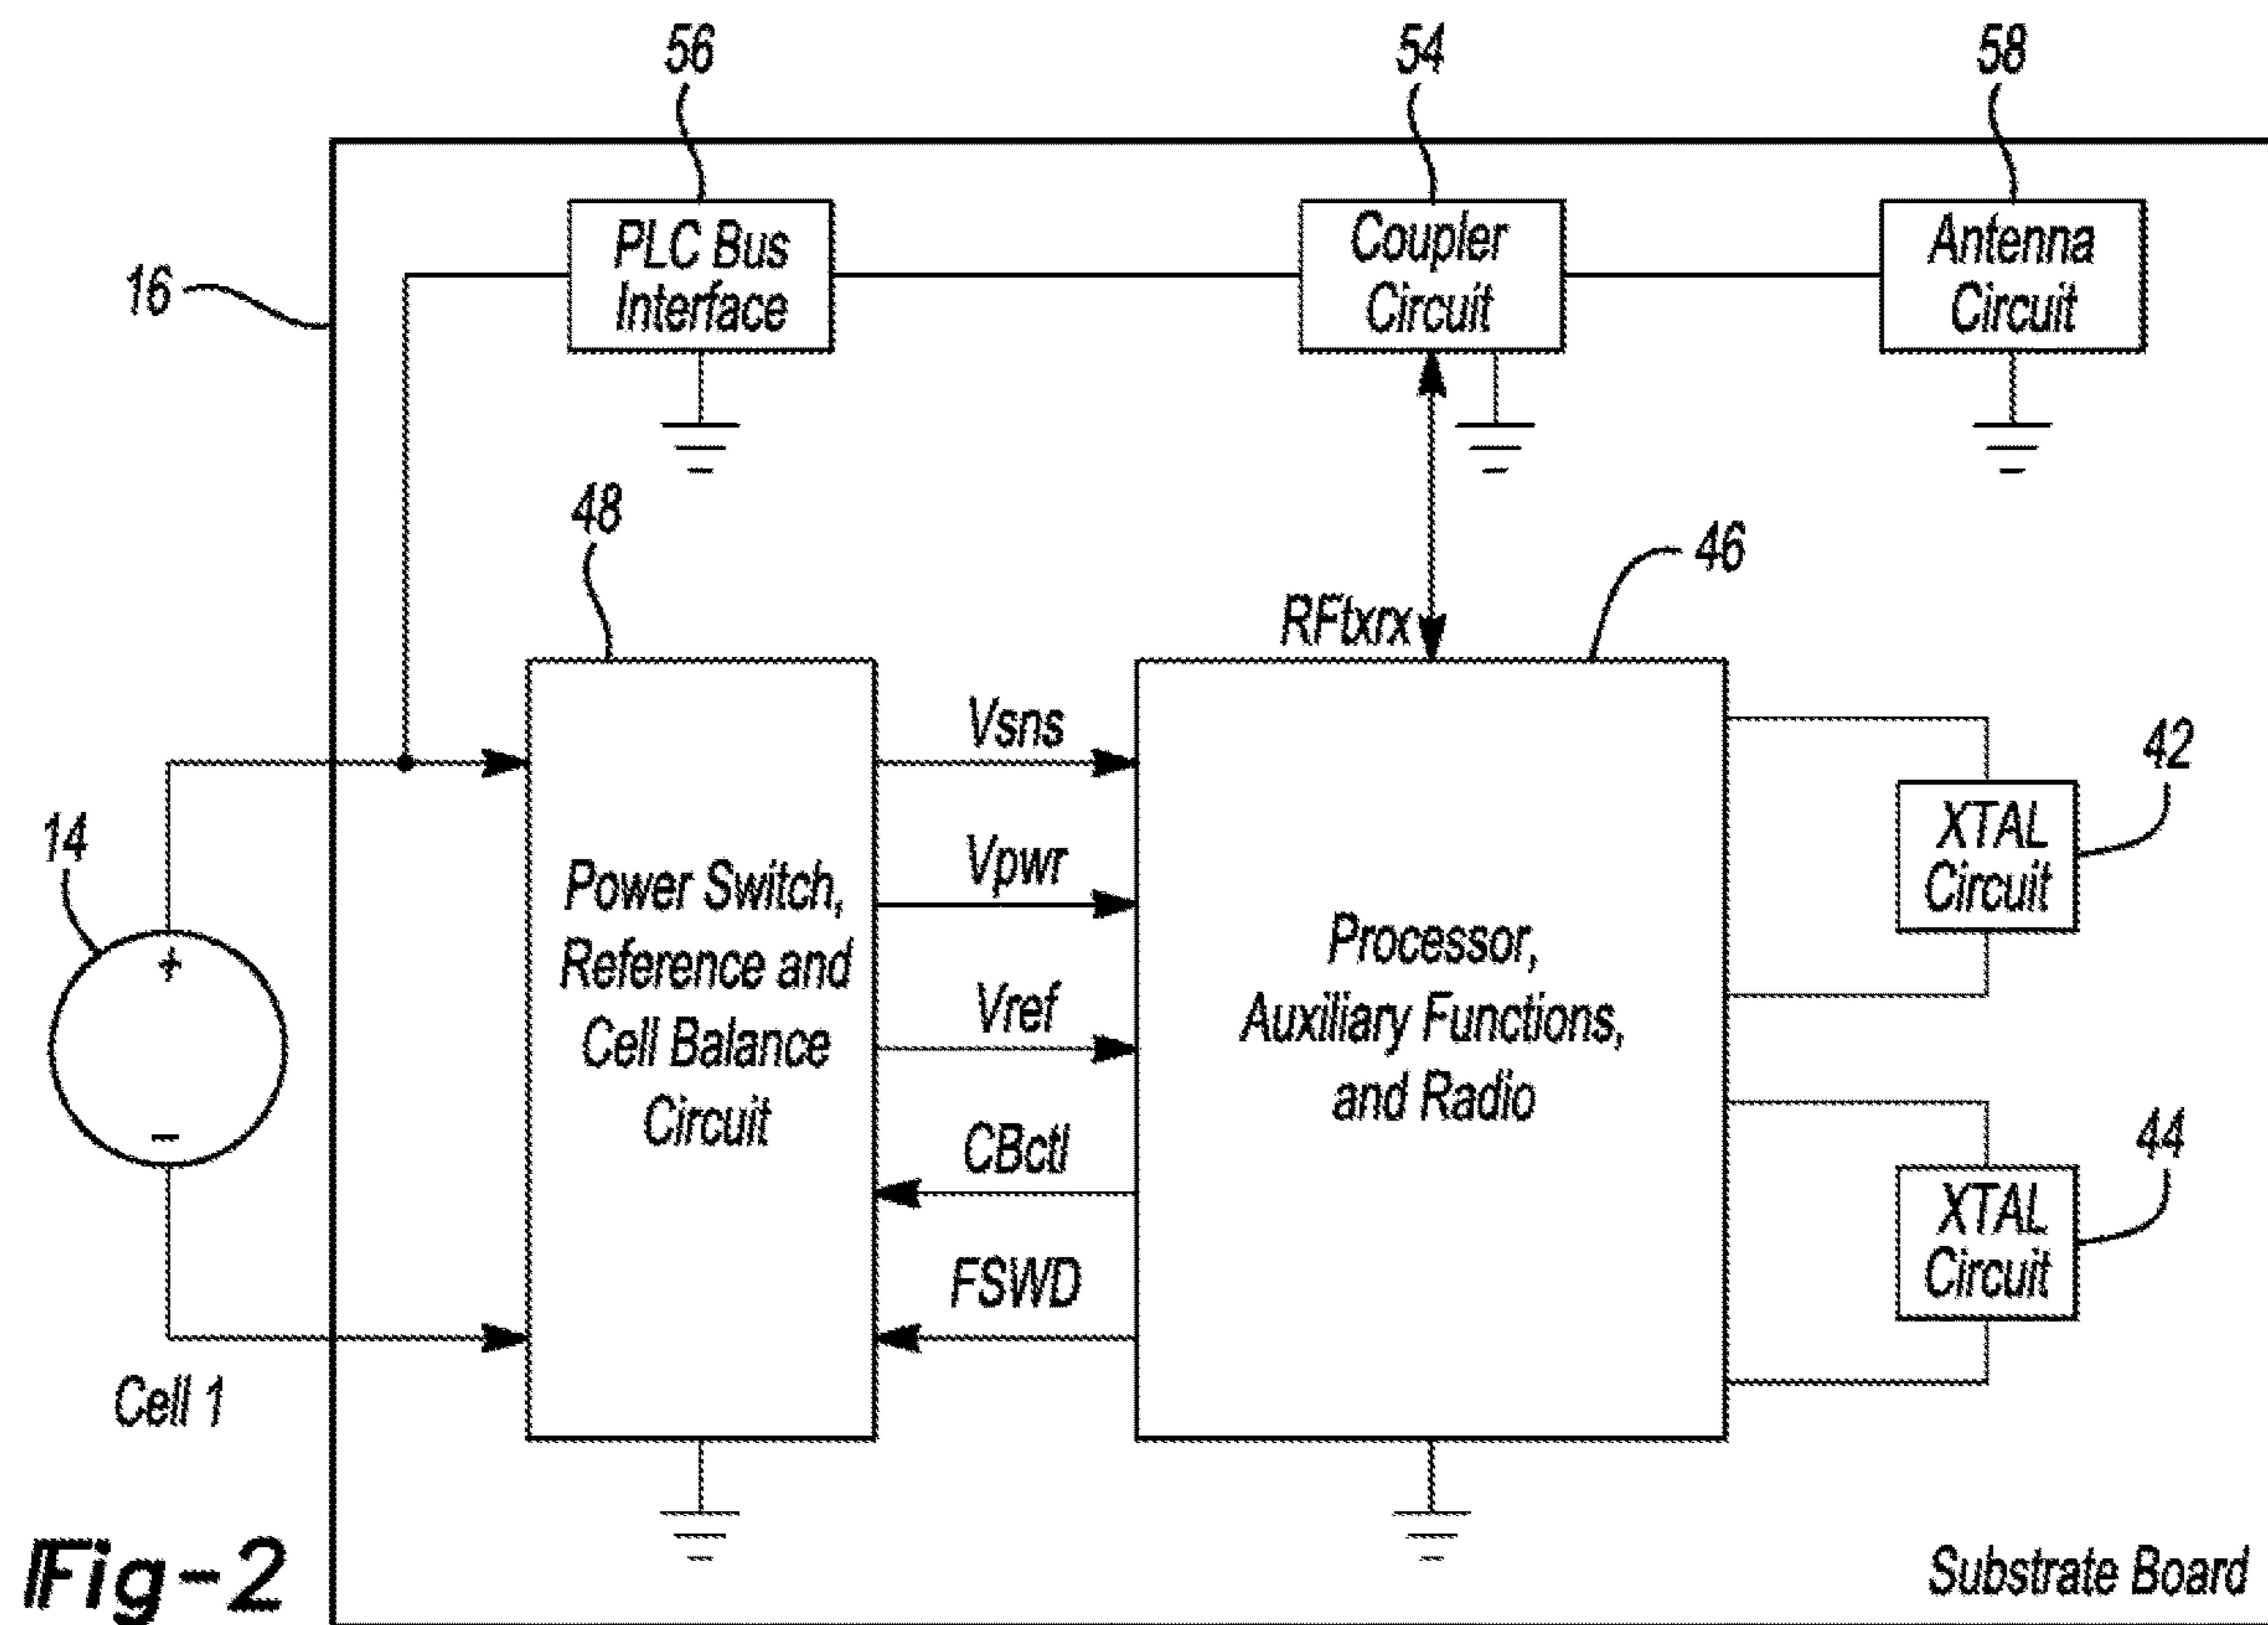 56
54
58
PLC Bus
Interface
Coupler
Circuit
Antenna
Circuit
16
48
46
RFtxrx
Vsns
42
14
XTAL
Circuit
Vpwr
Power Switch,
Reference and
Cell Balance
Circuit
Processor,
Auxiliary Functions,
and Radio
+
Vref
−
CBctl
44
XTAL
Circuit
FSWD
Cell 1
Fig-2
Substrate Board